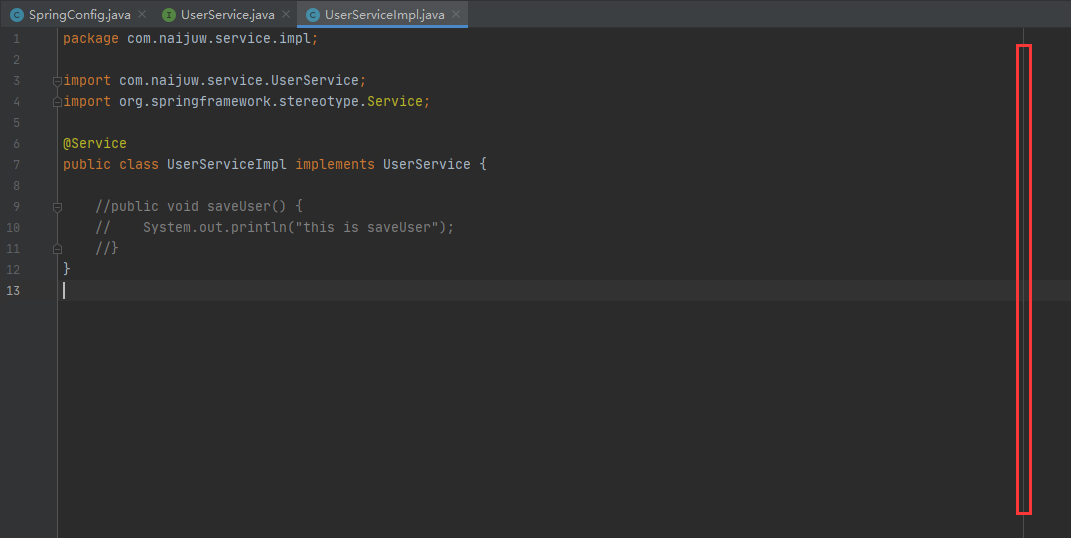 SpringConfig.java UserService.java UserServiceImpl.java
1 package com.naijuw.service.impl;
2
3 import com.naijuw.service.UserService;
4 import org.springframework.stereotype.Service;
5
6 @Service
7 public class UserServiceImpl implements UserService {
8
9 //public void saveUser() {
10 //    System.out.println("this is saveUser");
11 //}
12 }
13